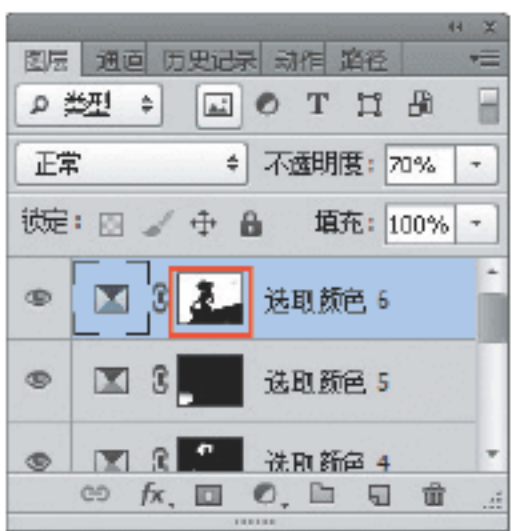 图层 通道 历史记录 动作 路径
类型 T
正常 不透明度: 70%
锁定: 填充: 100%
选取颜色 6
选取颜色 5
选取颜色 4
fx.